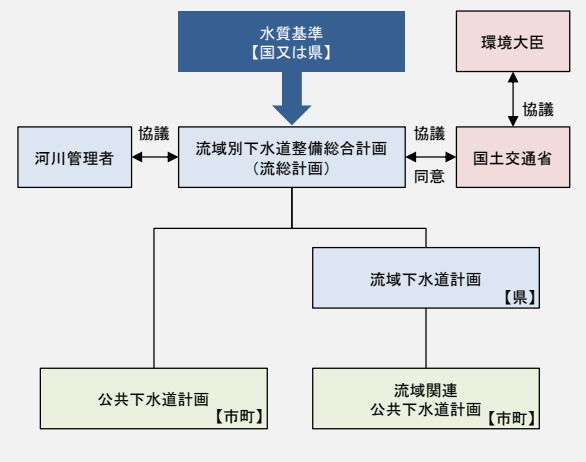 水質基準
【国又は県】
環境大臣
協議
河川管理者
協議
流域別下水道整備総合計画
(流総計画)
協議
同意
国土交通省
流域下水道計画
【県】
公共下水道計画
【市町】
流域関連
公共下水道計画
【市町】